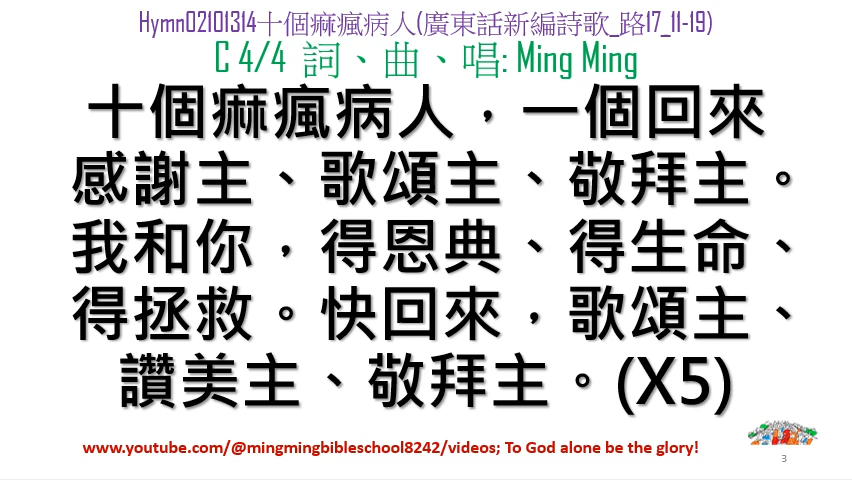 Hymn02101314十個痲瘋病人(廣東話新編詩歌_路17_11-19)
C 4/4 詞、曲、唱: Ming Ming
十個痲瘋病人，一個回來
感謝主、歌頌主、敬拜主。
我和你，得恩典、得生命、
得拯救。快回來，歌頌主、
讚美主、敬拜主。(X5)
www.youtube.com/@mingmingbibleschool8242/videos; To God alone be the glory!
3